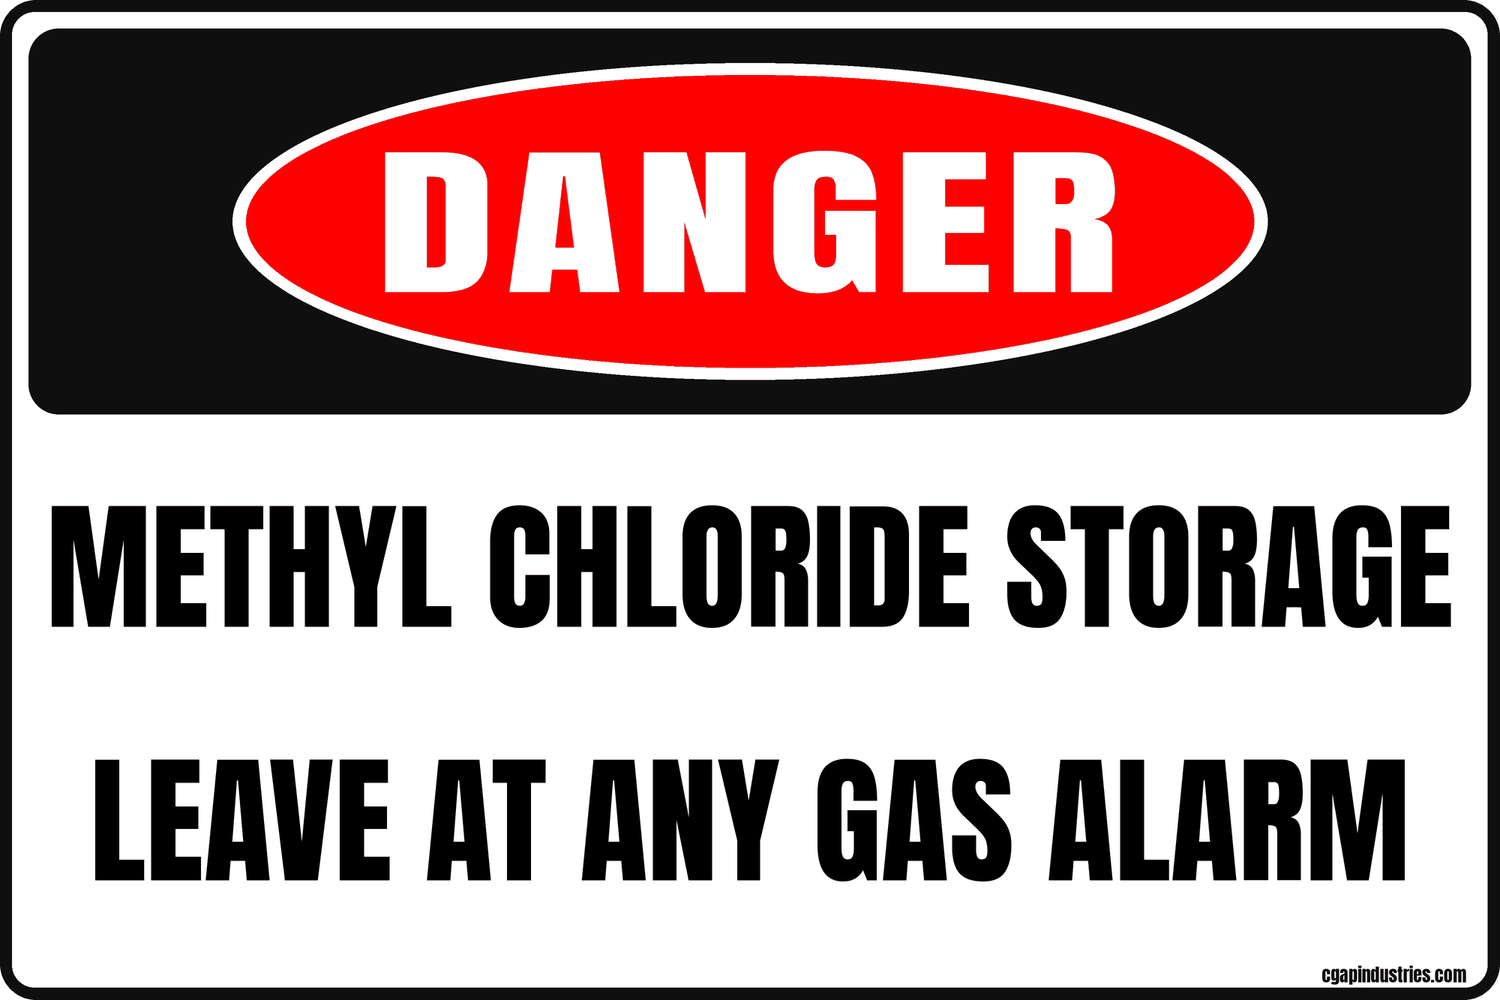 DANGER
METHYL CHLORIDE STORAGE
LEAVE AT ANY GAS ALARM
cgapindustries.com